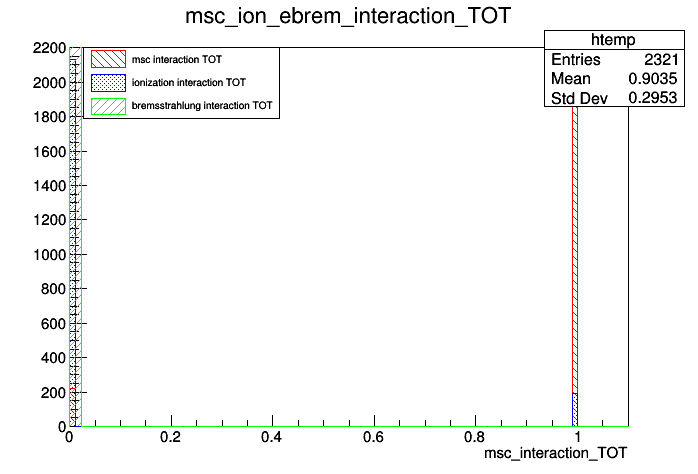 msc_ion_ebrem_interaction_TOT
htemp
Entries 2321
Mean 0.9035
Std Dev 0.2953
msc interaction TOT
ionization interaction TOT
bremsstrahlung interaction TOT
2200
2000
1800
1600
1400
1200
1000
800
600
400
200
0
0 0.2 0.4 0.6 0.8 1
msc_interaction_TOT